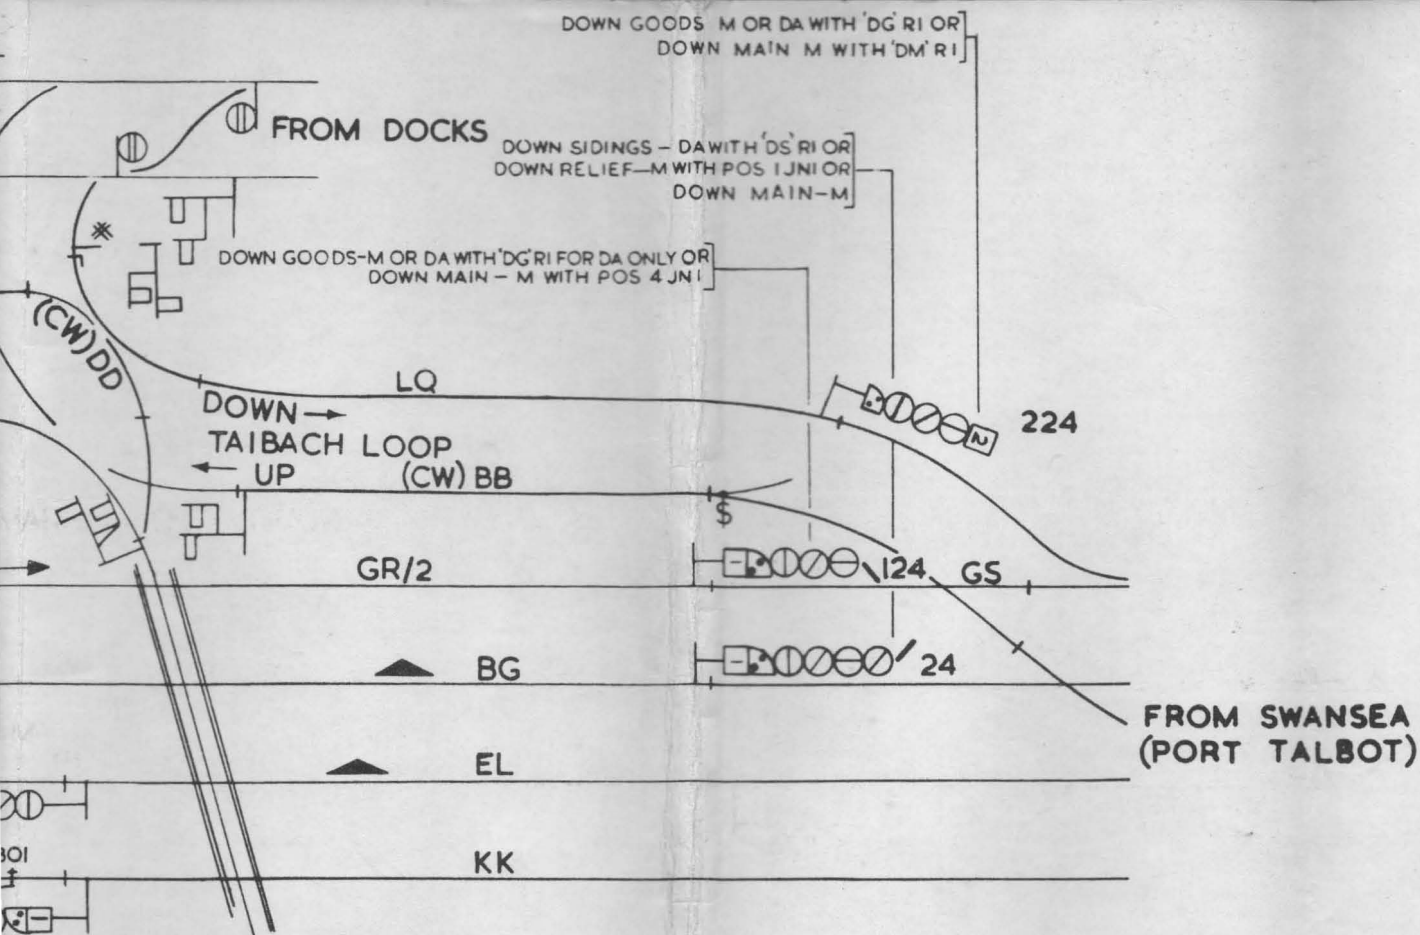 DOWN GOODS M OR DA WITH 'DG' RI OR
DOWN MAIN M WITH 'DM' RI
FROM DOCKS
DOWN SIDINGS - DA WITH 'DS' RI OR
DOWN RELIEF—M WITH POS 1 JNI OR
DOWN MAIN-M
DOWN GOODS-M OR DA WITH 'DG' RI FOR DA ONLY OR
DOWN MAIN - M WITH POS 4 JNI
(CW) DD
LQ
DOWN →
TAIBACH LOOP
← UP
(CW) BB
224
$
GR/2
124
GS
BG
24
FROM SWANSEA
(PORT TALBOT)
EL
KK